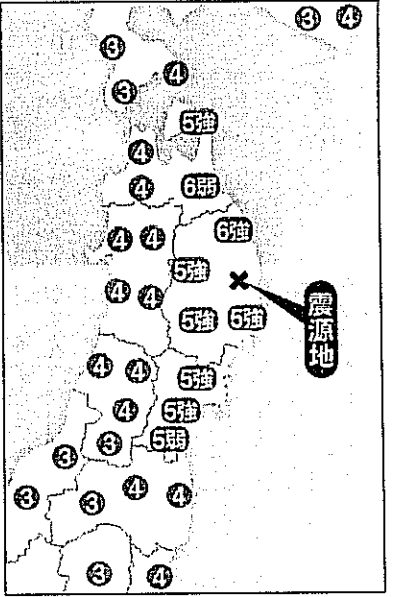 ③ ④
③
④
③
5強
④
④ 6弱
④ ④ 6強
5強
④ ④
5強 5強
震源地
④ ④ 5強
④ 5強
③ 5弱
③
③ ③ ④ ④
③ ④